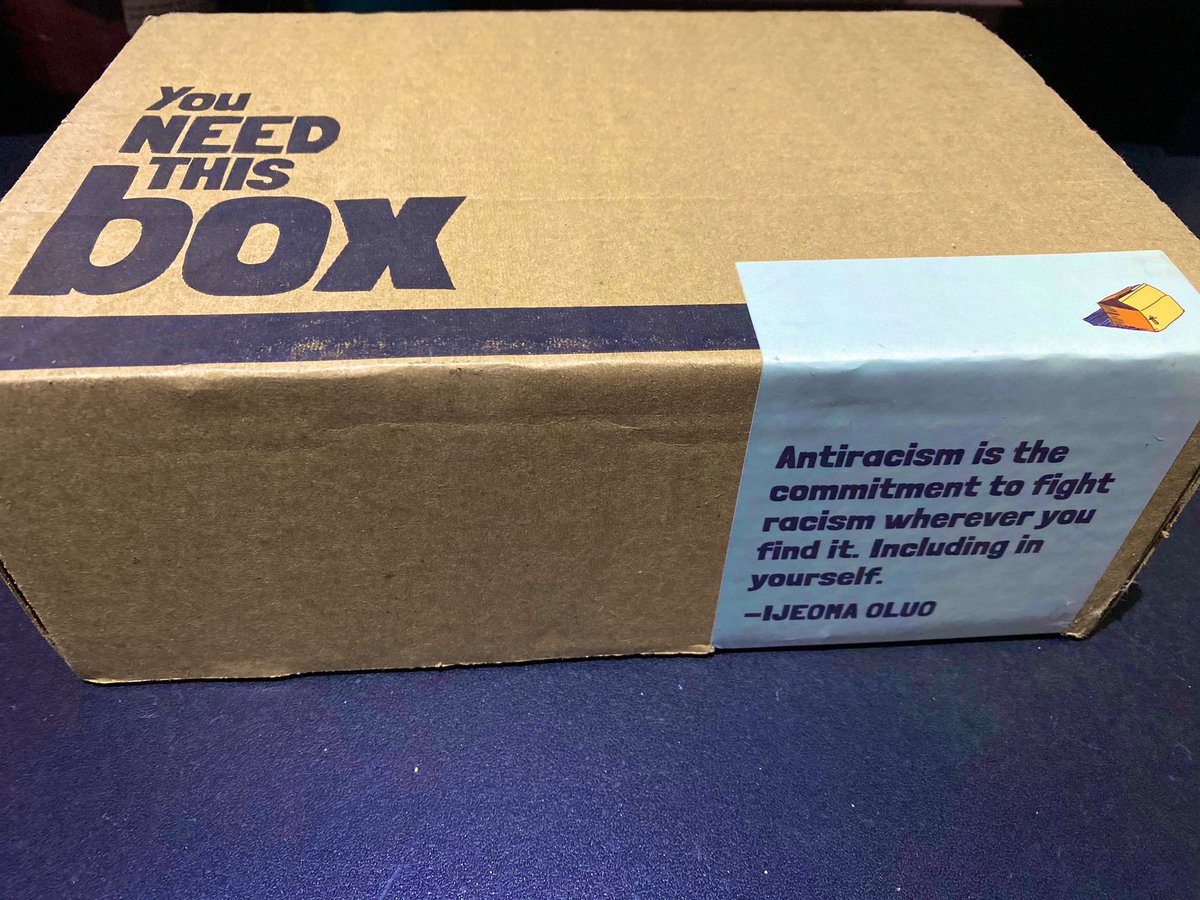 You
NEED
THIS
box
Antiracism is the
commitment to fight
racism wherever you
find it. Including in
yourself.
—IJEOMA OLUO